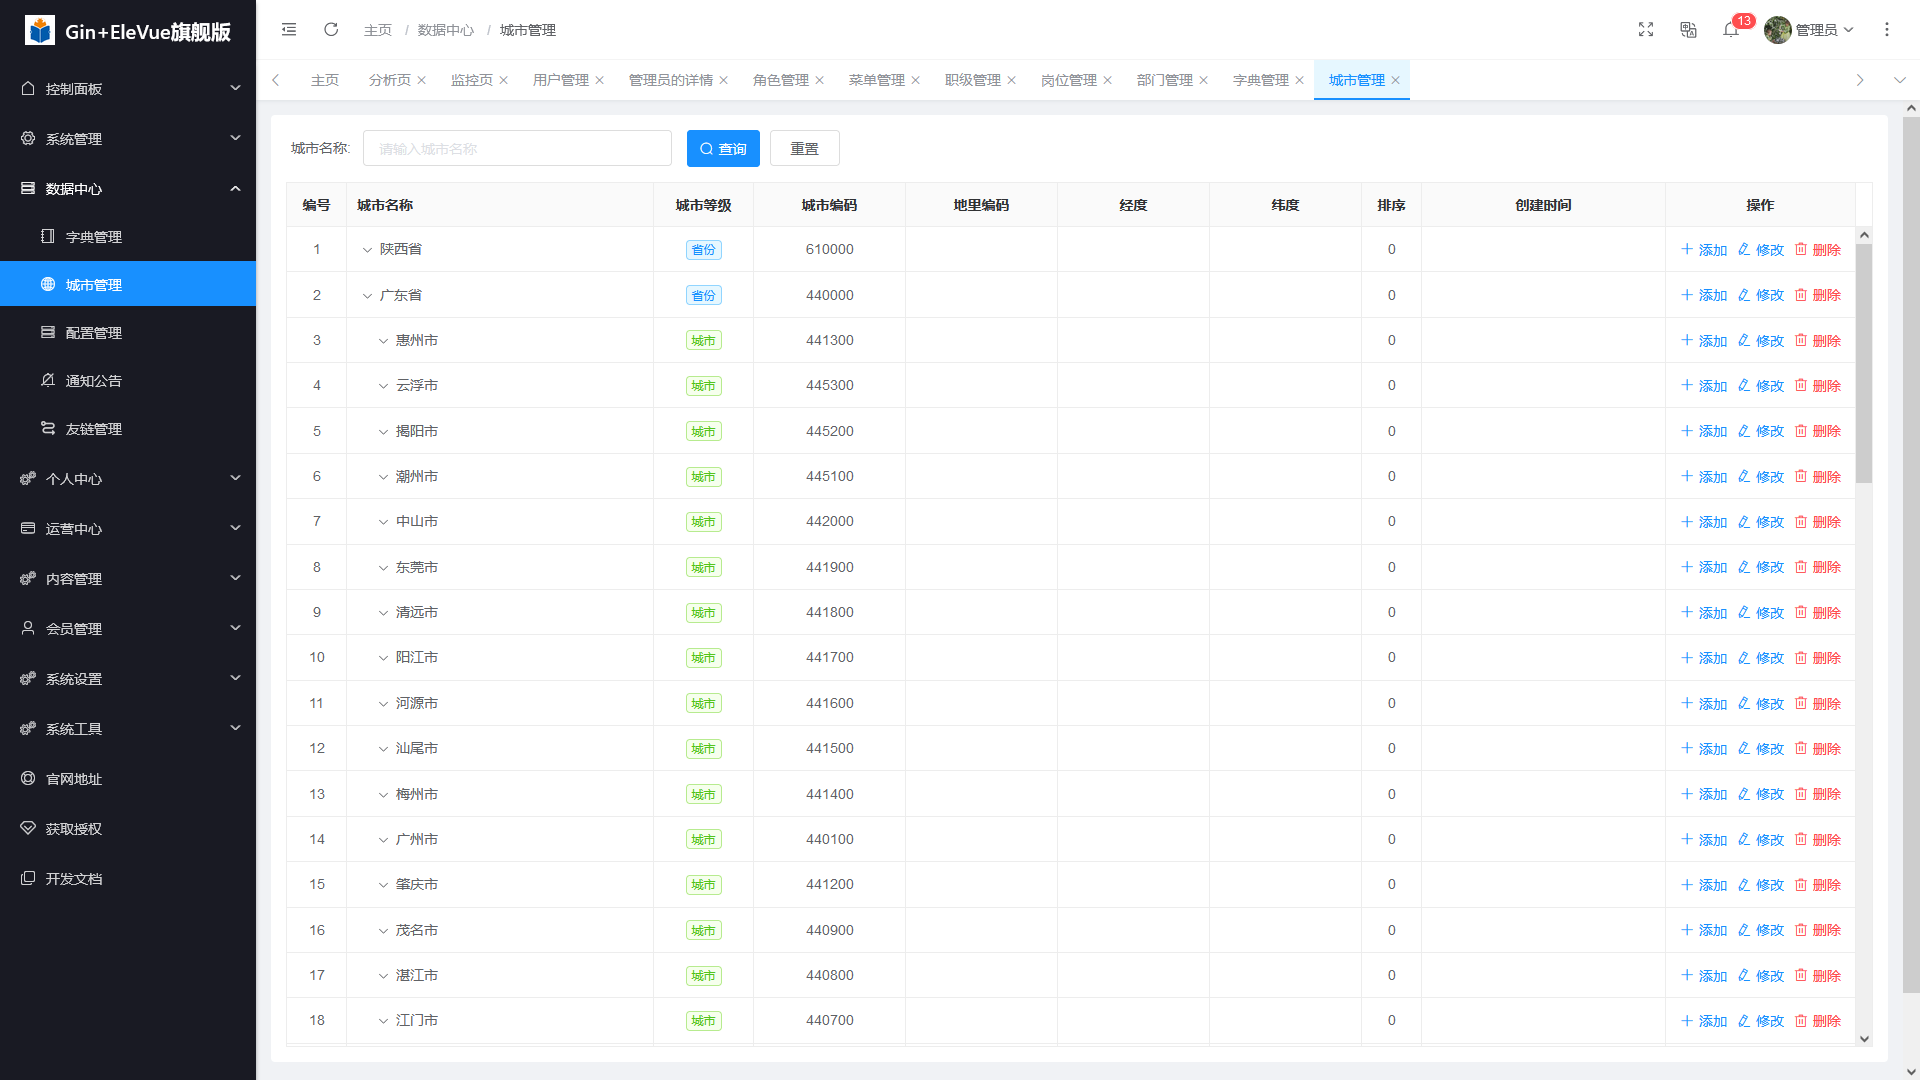 Gin+EleVue旗舰版
主页 / 数据中心 / 城市管理
13
管理员
主页 分析页 监控页 用户管理 管理员的详情 角色管理 菜单管理 职级管理 岗位管理 部门管理 字典管理 城市管理
控制面板
系统管理
数据中心
字典管理
城市管理
配置管理
通知公告
友链管理
个人中心
运营中心
内容管理
会员管理
系统设置
系统工具
官网地址
获取授权
开发文档
城市名称: 请输入城市名称 查询 重置
编号 城市名称 城市等级 城市编码 地里编码 经度 纬度 排序 创建时间 操作
1 陕西省 省份 610000 0 添加 修改 删除
2 广东省 省份 440000 0 添加 修改 删除
3 惠州市 城市 441300 0 添加 修改 删除
4 云浮市 城市 445300 0 添加 修改 删除
5 揭阳市 城市 445200 0 添加 修改 删除
6 潮州市 城市 445100 0 添加 修改 删除
7 中山市 城市 442000 0 添加 修改 删除
8 东莞市 城市 441900 0 添加 修改 删除
9 清远市 城市 441800 0 添加 修改 删除
10 阳江市 城市 441700 0 添加 修改 删除
11 河源市 城市 441600 0 添加 修改 删除
12 汕尾市 城市 441500 0 添加 修改 删除
13 梅州市 城市 441400 0 添加 修改 删除
14 广州市 城市 440100 0 添加 修改 删除
15 肇庆市 城市 441200 0 添加 修改 删除
16 茂名市 城市 440900 0 添加 修改 删除
17 湛江市 城市 440800 0 添加 修改 删除
18 江门市 城市 440700 0 添加 修改 删除